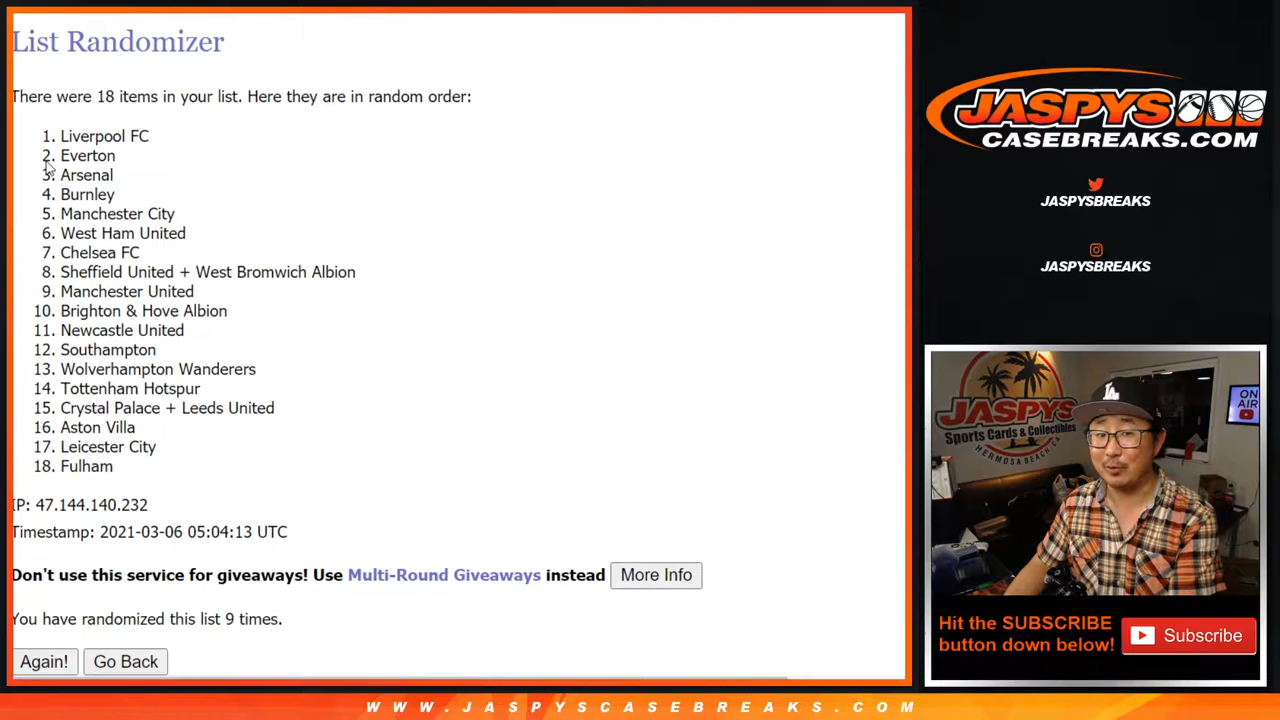 List Randomizer
There were 18 items in your list. Here they are in random order:
1. Liverpool FC
2. Everton
3. Arsenal
4. Burnley
5. Manchester City
6. West Ham United
7. Chelsea FC
8. Sheffield United + West Bromwich Albion
9. Manchester United
10. Brighton & Hove Albion
11. Newcastle United
12. Southampton
13. Wolverhampton Wanderers
14. Tottenham Hotspur
15. Crystal Palace + Leeds United
16. Aston Villa
17. Leicester City
18. Fulham
IP: 47.144.140.232
Timestamp: 2021-03-06 05:04:13 UTC
Don't use this service for giveaways! Use Multi-Round Giveaways instead More Info
You have randomized this list 9 times.
Again! Go Back
JASPYS
CASEBREAKS.COM
JASPYSBREAKS
JASPYSBREAKS
JASPYS
Sports Cards & Collectibles
HERMOSA BEACH, CA
LA
ON
AIR
Hit the SUBSCRIBE
button down below!
Subscribe
WWW.JASPYSCASEBREAKS.COM